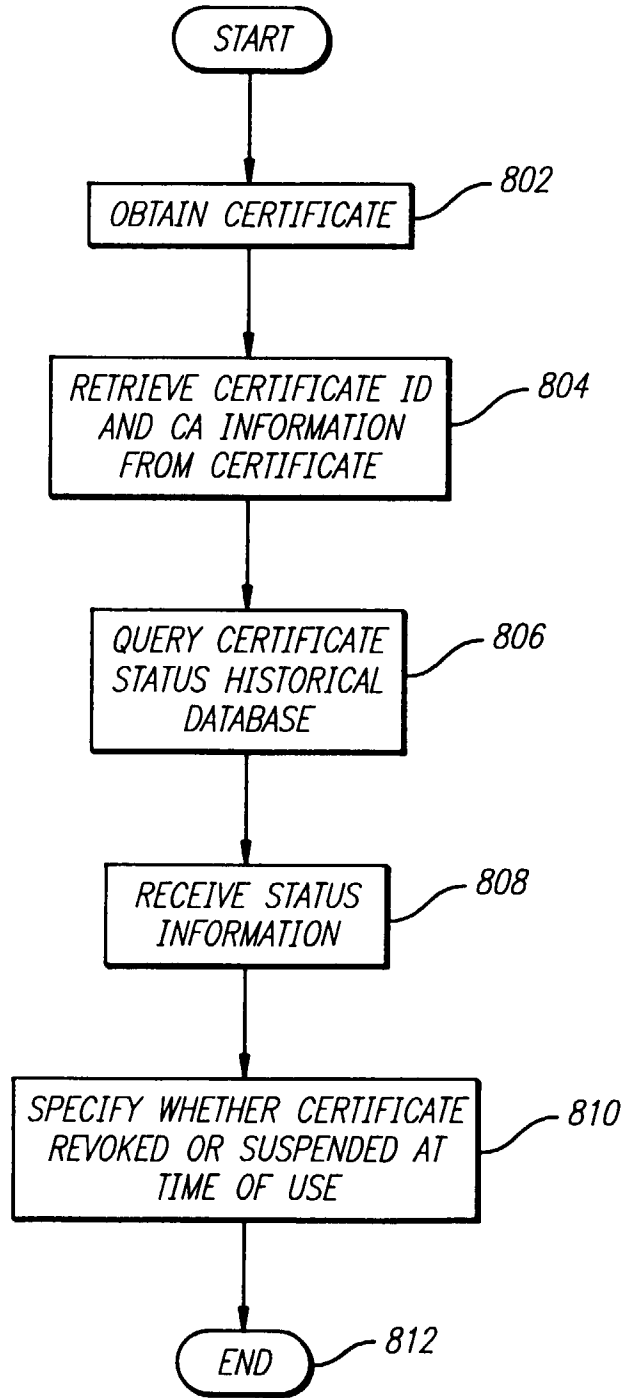 START
802
OBTAIN CERTIFICATE
804
RETRIEVE CERTIFICATE ID
AND CA INFORMATION
FROM CERTIFICATE
806
QUERY CERTIFICATE
STATUS HISTORICAL
DATABASE
808
RECEIVE STATUS
INFORMATION
810
SPECIFY WHETHER CERTIFICATE
REVOKED OR SUSPENDED AT
TIME OF USE
812
END